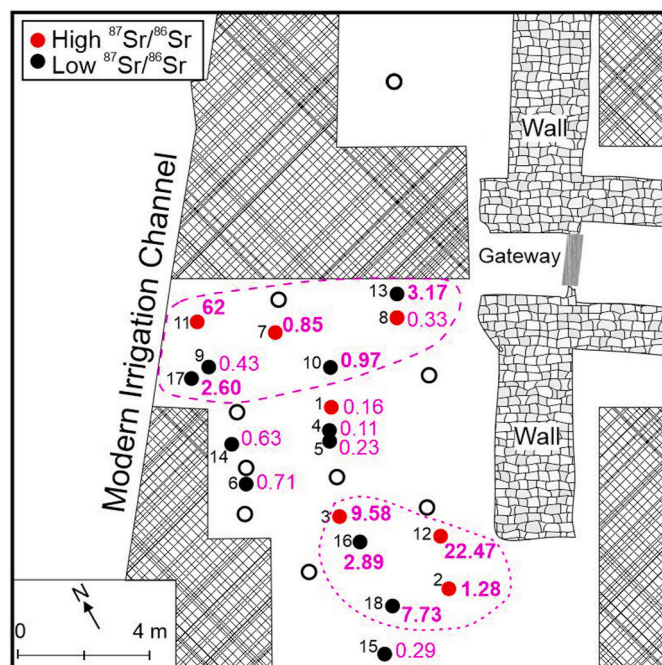 High ⁸⁷Sr/⁸⁶Sr
Low ⁸⁷Sr/⁸⁶Sr
Wall
Gateway
Modern Irrigation Channel
13 3.17
62
11
7 0.85
8 0.33
9 0.43
10 0.97
17 2.60
1 0.16
4 0.11
5 0.23
14 0.63
Wall
6 0.71
3 9.58
12 22.47
16 2.89
2 1.28
18 7.73
15 0.29
N
0 4 m